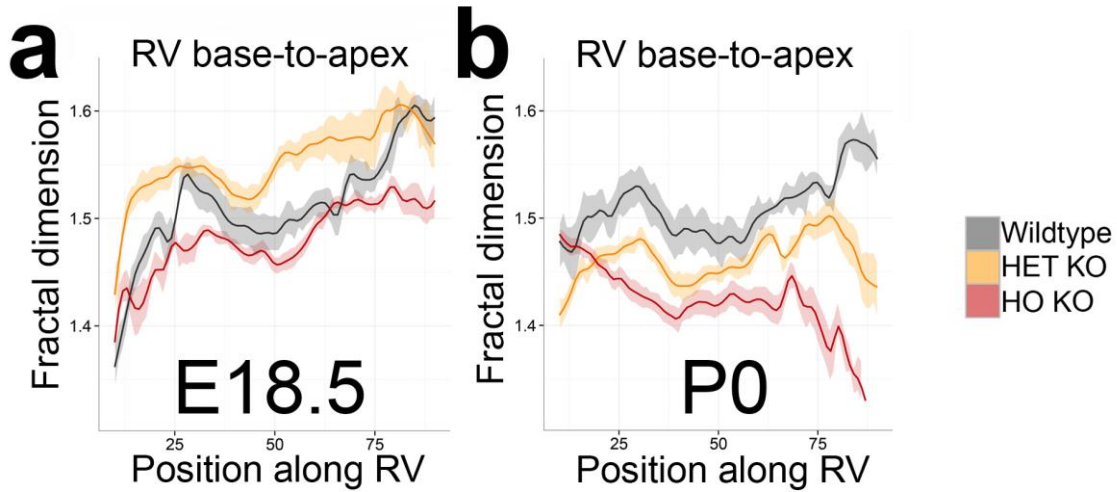 a
RV base-to-apex
Fractal dimension
1.6
1.5
1.4
E18.5
25
50
75
Position along RV
b
RV base-to-apex
Fractal dimension
1.6
1.5
1.4
P0
25
50
75
Position along RV
Wildtype
HET KO
HO KO